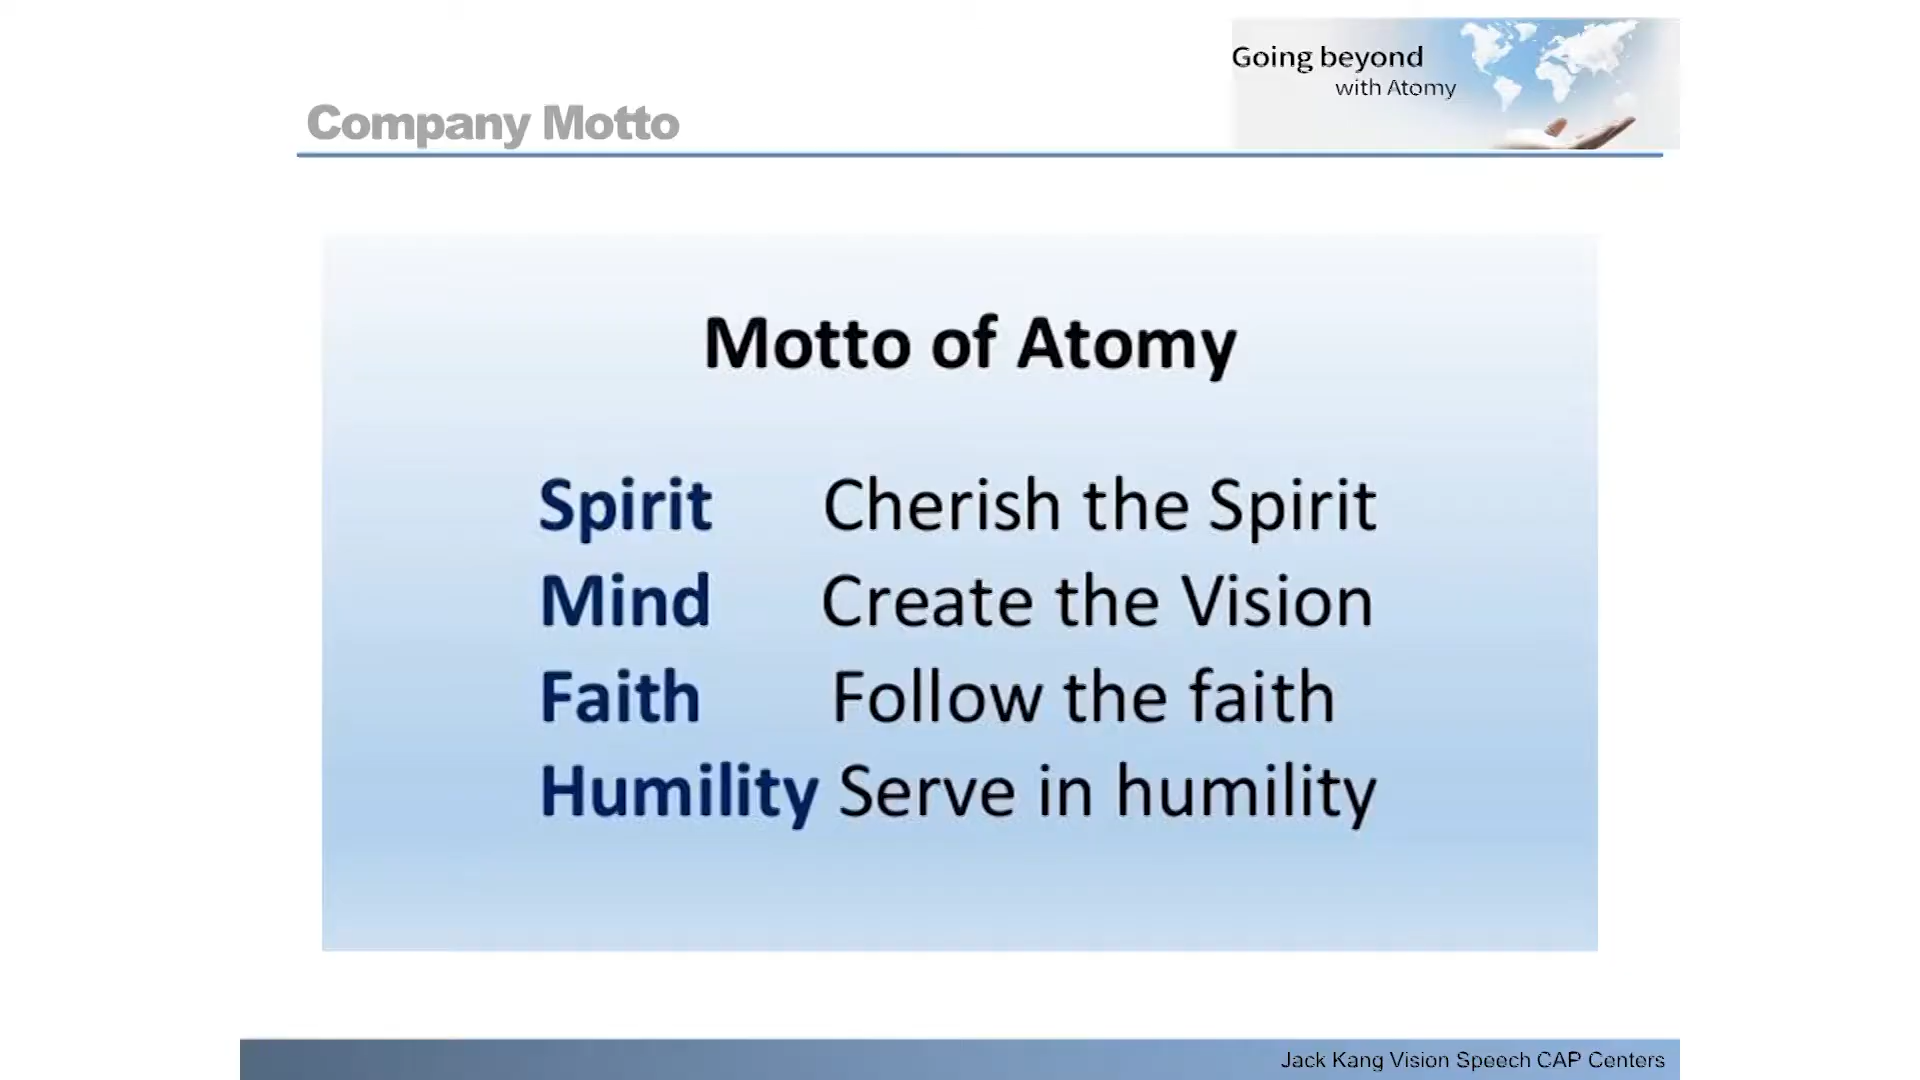 Going beyond
with Atomy
Company Motto
Motto of Atomy
Spirit Cherish the Spirit
Mind Create the Vision
Faith Follow the faith
Humility Serve in humility
Jack Kang Vision Speech CAP Centers